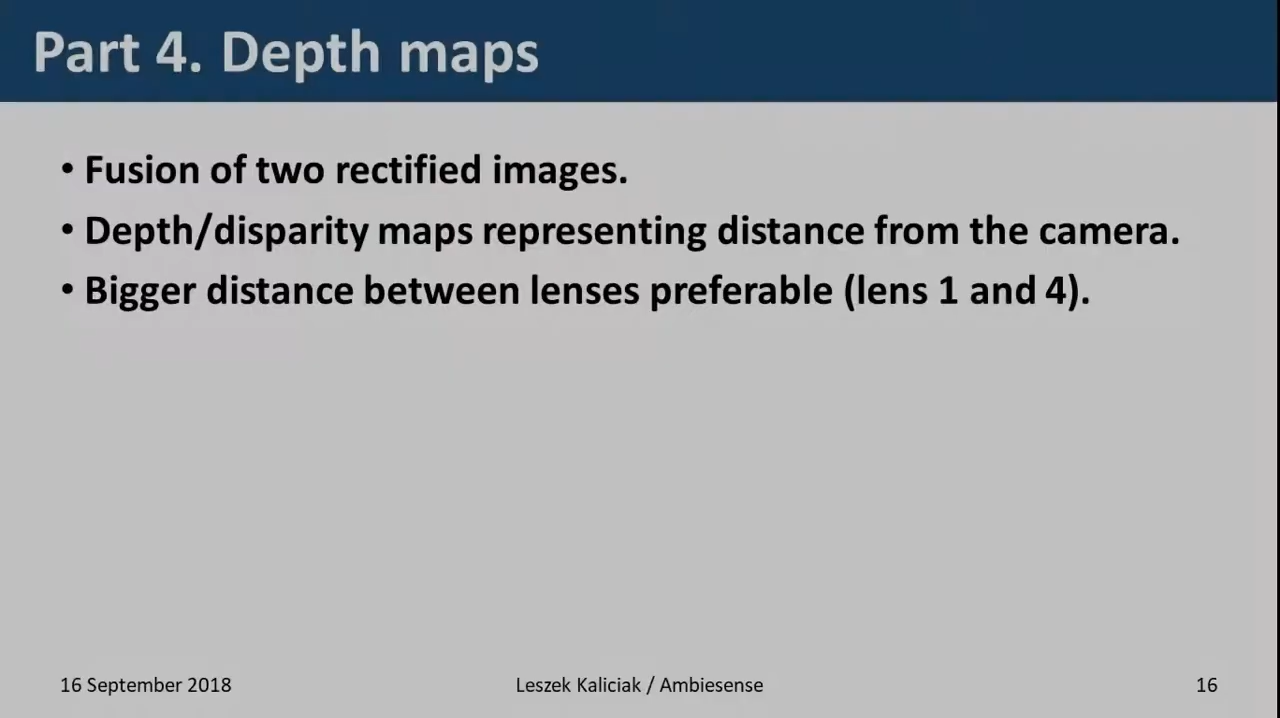 Part 4. Depth maps
• Fusion of two rectified images.
• Depth/disparity maps representing distance from the camera.
• Bigger distance between lenses preferable (lens 1 and 4).
16 September 2018
Leszek Kaliciak / Ambiesense
16